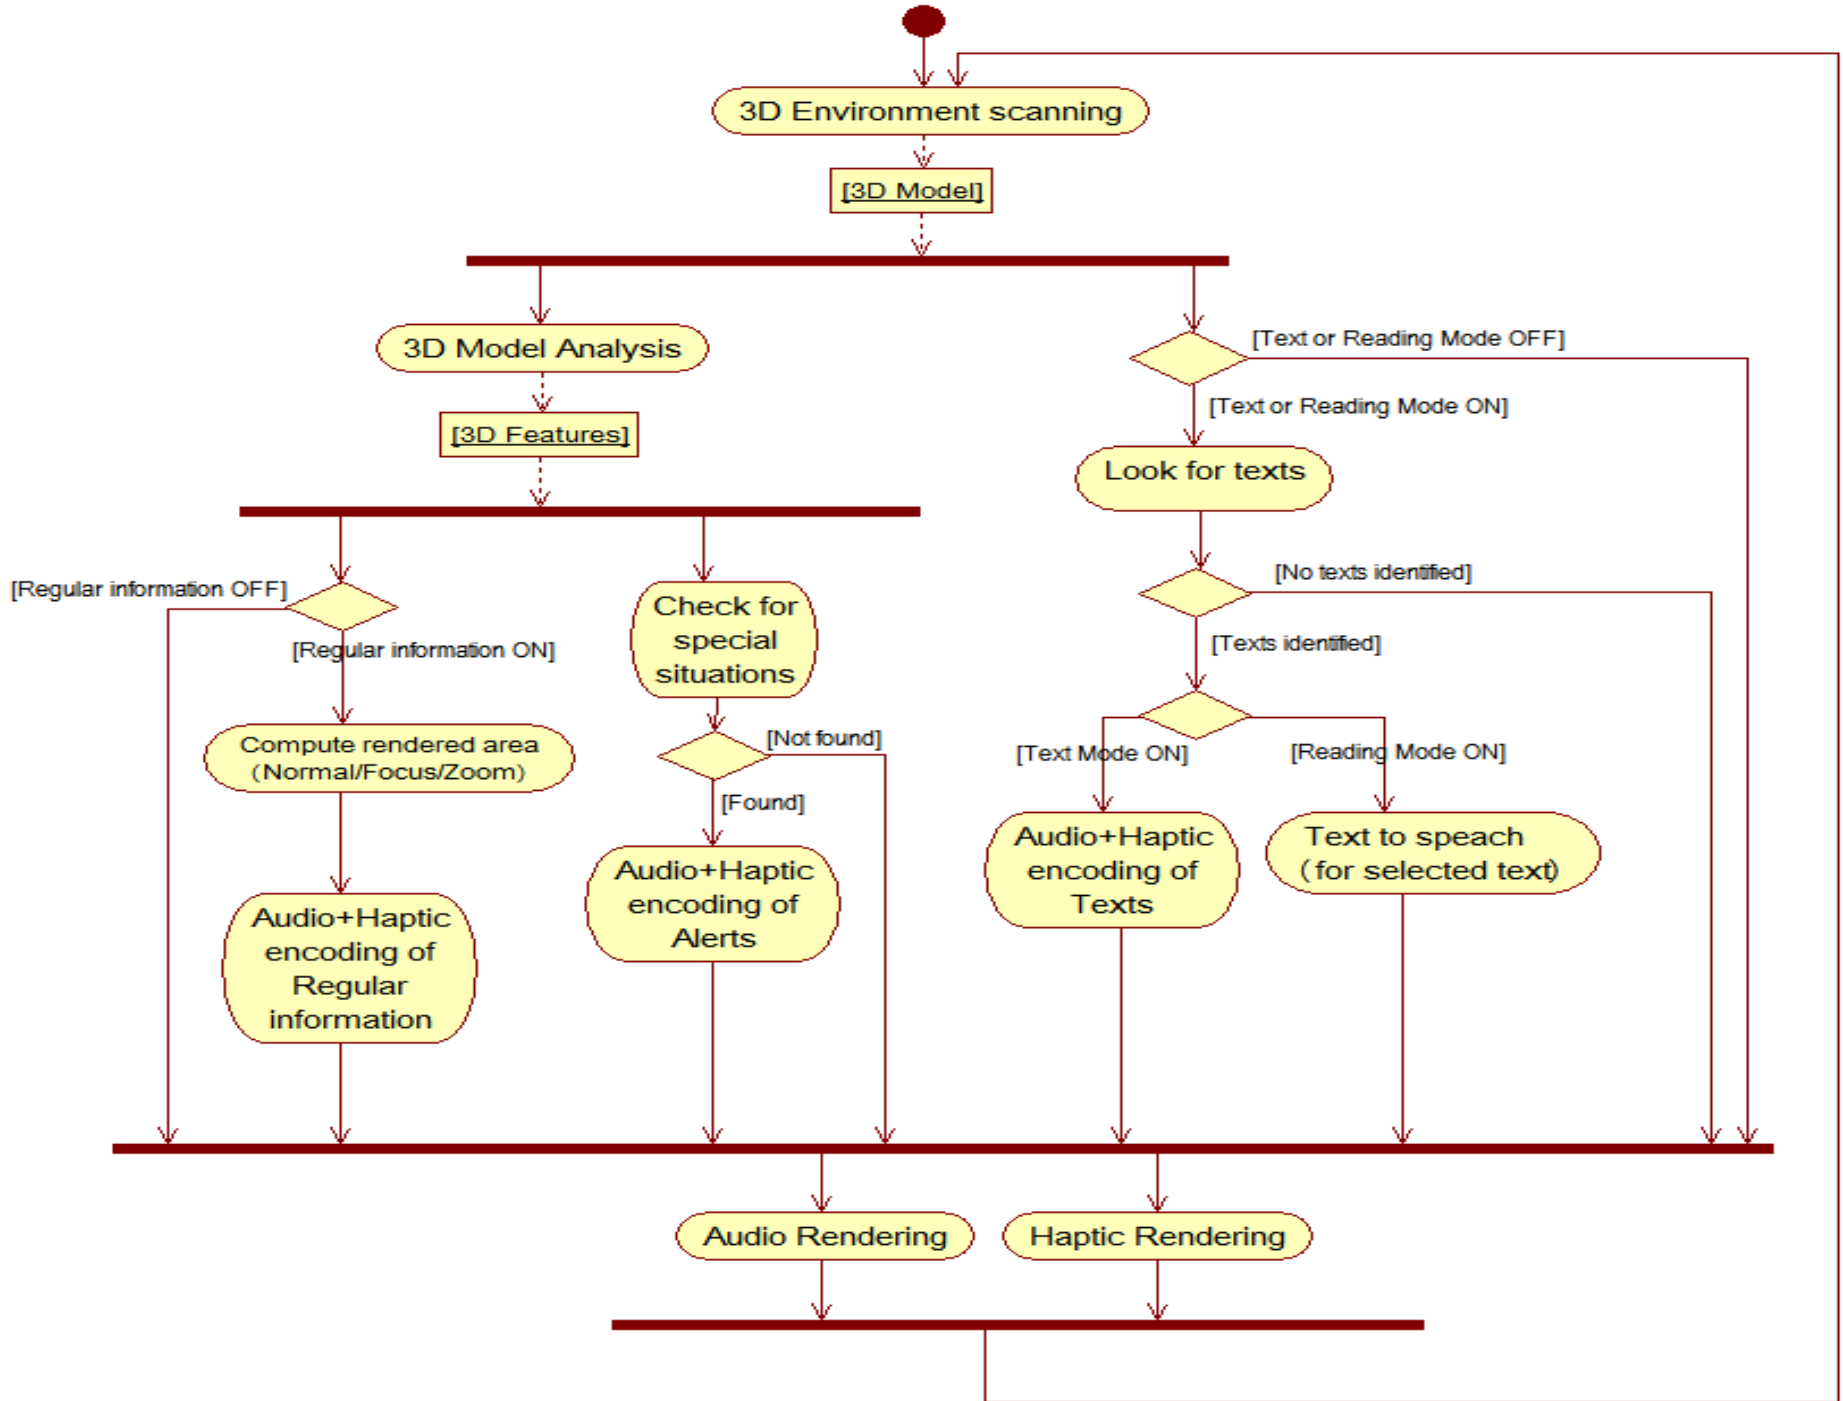 3D Environment scanning
[3D Model]
[Text or Reading Mode OFF]
3D Model Analysis
[Text or Reading Mode ON]
[3D Features]
Look for texts
[Regular information OFF]
[No texts identified]
Check for
special
situations
[Regular information ON]
[Texts identified]
Compute rendered area
(Normal/Focus/Zoom)
[Not found]
[Text Mode ON]
[Reading Mode ON]
[Found]
Audio+Haptic
encoding of
Texts
Text to speach
(for selected text)
Audio+Haptic
encoding of
Alerts
Audio+Haptic
encoding of
Regular
information
Audio Rendering
Haptic Rendering